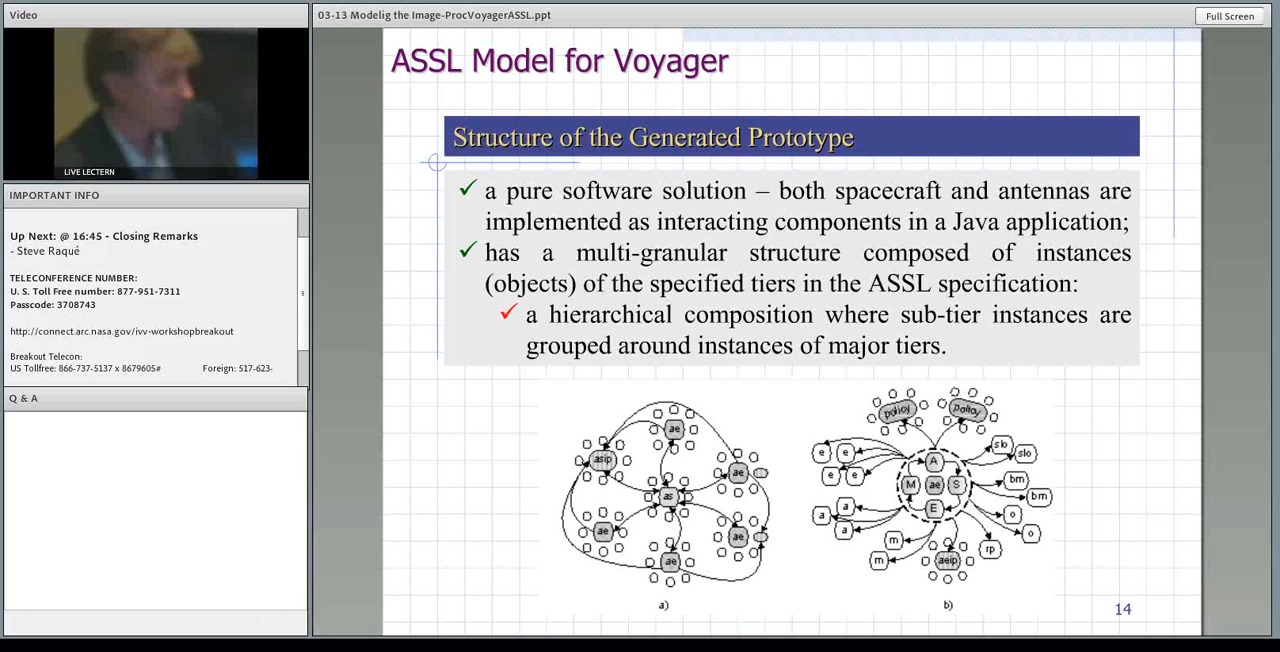 Video
03-13 Modelig the Image-ProcVoyagerASSL.ppt
Full Screen
LIVE LECTERN
IMPORTANT INFO
Up Next: @ 16:45 - Closing Remarks
- Steve Raqué
TELECONFERENCE NUMBER:
U. S. Toll Free number: 877-951-7311
Passcode: 3708743
http://connect.arc.nasa.gov/ivv-workshopbreakout
Breakout Telecon:
US Tollfree: 866-737-5137 x 8679605# Foreign: 517-623-
Q & A
ASSL Model for Voyager
Structure of the Generated Prototype
✓ a pure software solution – both spacecraft and antennas are
implemented as interacting components in a Java application;
✓ has a multi-granular structure composed of instances
(objects) of the specified tiers in the ASSL specification:
✓ a hierarchical composition where sub-tier instances are
grouped around instances of major tiers.
ae
asip
ae
as
ae
ae
ae
a)
policy
policy
e e
e e
slo
slo
A
M ae S
E
bm
bm
a
a
a
o
o
m
m
rp
aeip
b)
14